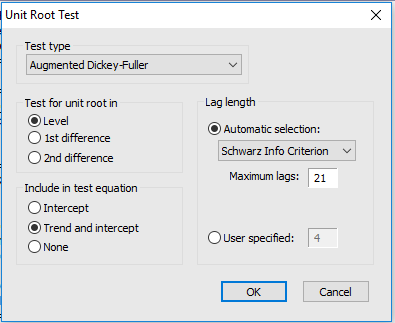 Unit Root Test
Test type
Augmented Dickey-Fuller
Test for unit root in
Level
1st difference
2nd difference
Include in test equation
Intercept
Trend and intercept
None
Lag length
Automatic selection:
Schwarz Info Criterion
Maximum lags: 21
User specified: 4
OK Cancel